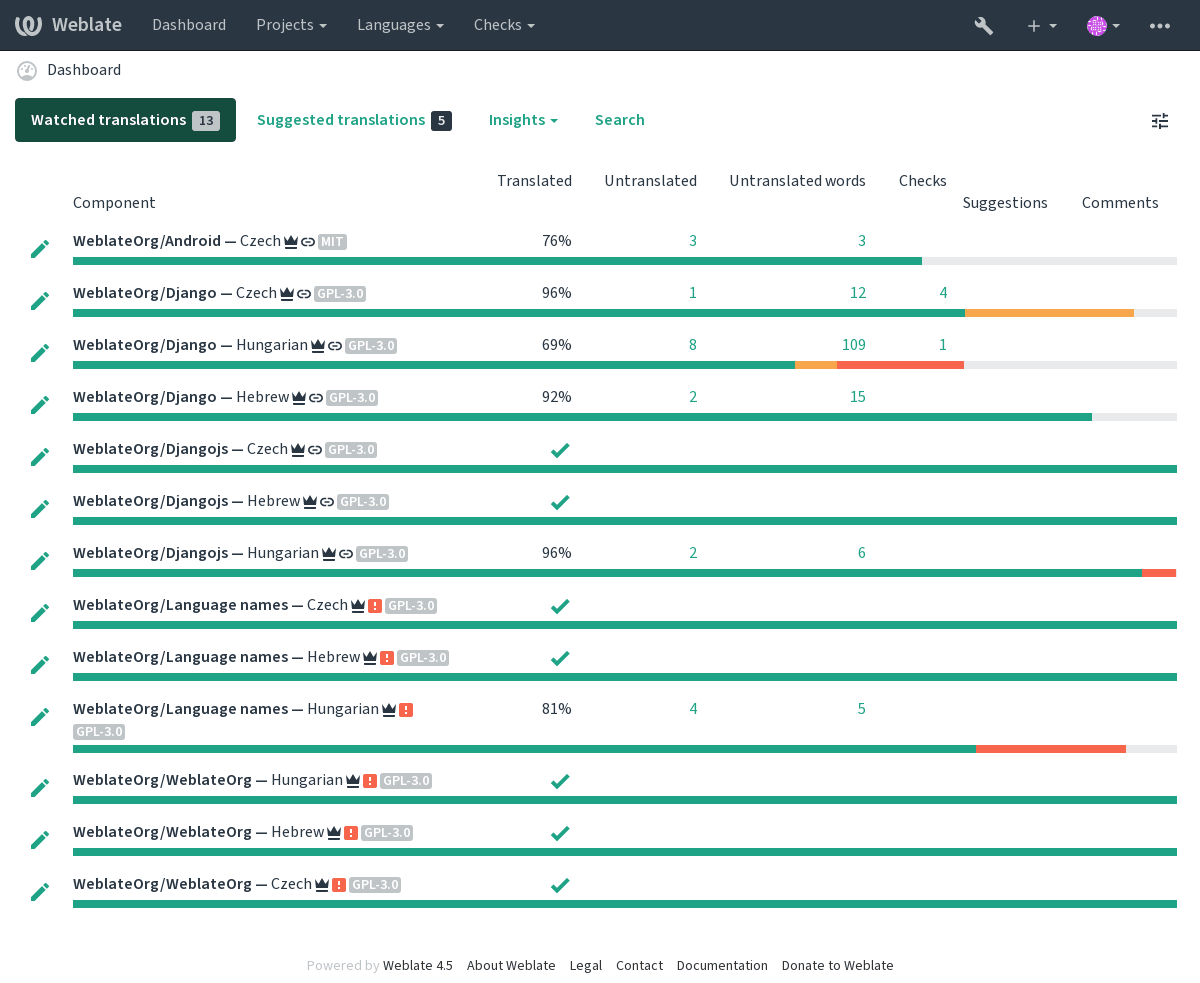 Weblate Dashboard Projects Languages Checks
Dashboard
Watched translations 13 Suggested translations 5 Insights Search
Translated Untranslated Untranslated words Checks
Component Suggestions Comments
WeblateOrg/Android — Czech MIT 76% 3 3
WeblateOrg/Django — Czech GPL-3.0 96% 1 12 4
WeblateOrg/Django — Hungarian GPL-3.0 69% 8 109 1
WeblateOrg/Django — Hebrew GPL-3.0 92% 2 15
WeblateOrg/Djangojs — Czech GPL-3.0
WeblateOrg/Djangojs — Hebrew GPL-3.0
WeblateOrg/Djangojs — Hungarian GPL-3.0 96% 2 6
WeblateOrg/Language names — Czech GPL-3.0
WeblateOrg/Language names — Hebrew GPL-3.0
WeblateOrg/Language names — Hungarian 81% 4 5
GPL-3.0
WeblateOrg/WeblateOrg — Hungarian GPL-3.0
WeblateOrg/WeblateOrg — Hebrew GPL-3.0
WeblateOrg/WeblateOrg — Czech GPL-3.0
Powered by Weblate 4.5 About Weblate Legal Contact Documentation Donate to Weblate